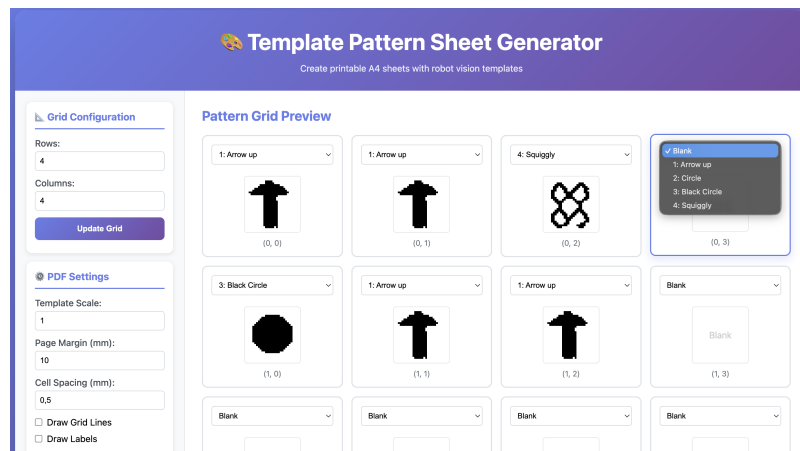 🎨 Template Pattern Sheet Generator
Create printable A4 sheets with robot vision templates
📐 Grid Configuration
Rows:
4
Columns:
4
Update Grid
⚙️ PDF Settings
Template Scale:
1
Page Margin (mm):
10
Cell Spacing (mm):
0,5
Draw Grid Lines
Draw Labels
Pattern Grid Preview
1: Arrow up
(0, 0)
1: Arrow up
(0, 1)
4: Squiggly
(0, 2)
✓ Blank
1: Arrow up
2: Circle
3: Black Circle
4: Squiggly
(0, 3)
3: Black Circle
(1, 0)
1: Arrow up
(1, 1)
1: Arrow up
(1, 2)
Blank
Blank
(1, 3)
Blank
Blank
Blank
Blank